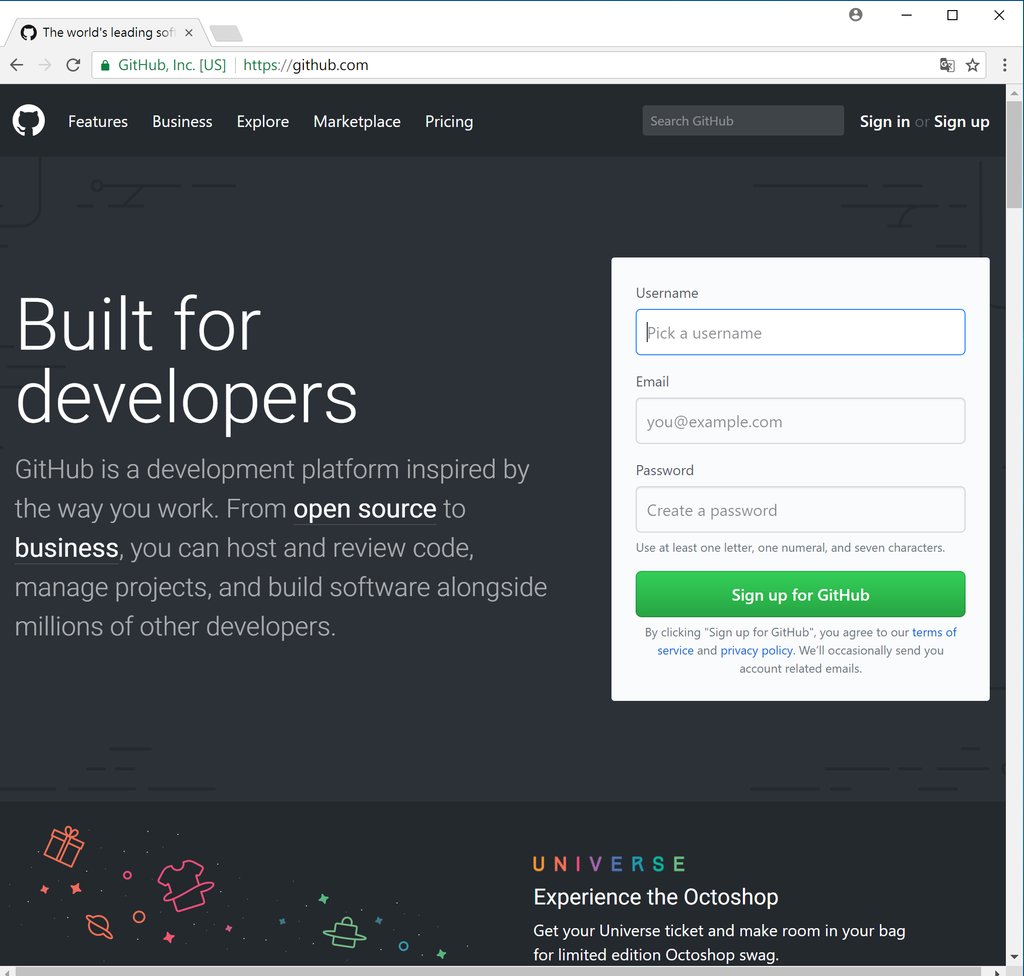 The world's leading soft
GitHub, Inc. [US] https://github.com
Features Business Explore Marketplace Pricing Search GitHub Sign in or Sign up
Built for
developers
GitHub is a development platform inspired by
the way you work. From open source to
business, you can host and review code,
manage projects, and build software alongside
millions of other developers.
Username
Pick a username
Email
you@example.com
Password
Create a password
Use at least one letter, one numeral, and seven characters.
Sign up for GitHub
By clicking "Sign up for GitHub", you agree to our terms of
service and privacy policy. We'll occasionally send you
account related emails.
UNIVERSE
Experience the Octoshop
Get your Universe ticket and make room in your bag
for limited edition Octoshop swag.